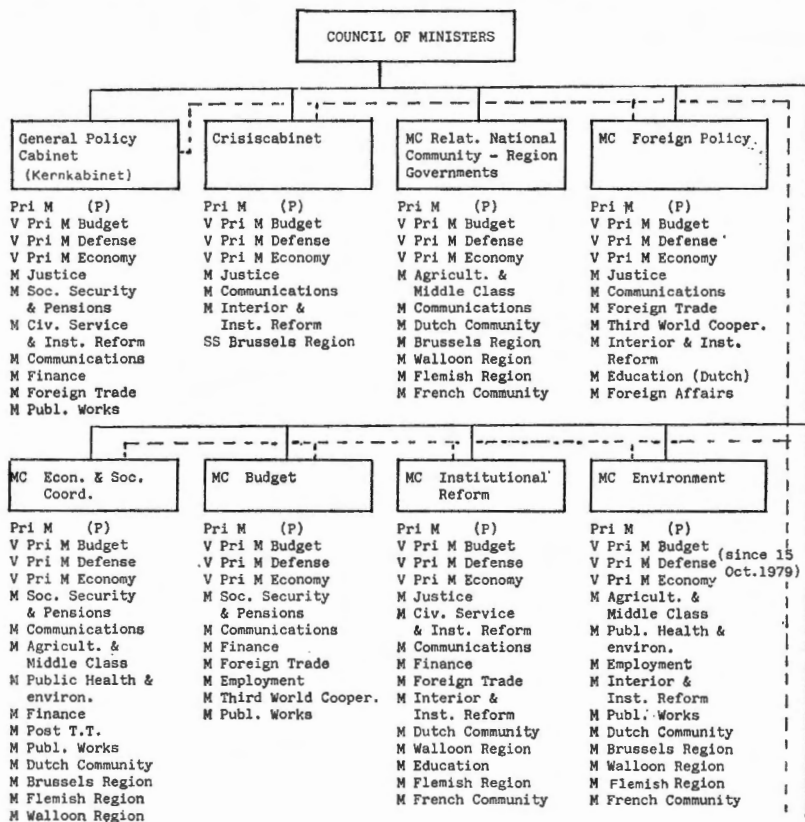 COUNCIL OF MINISTERS
General Policy
Cabinet
(Kernkabinet)
Pri M (P)
V Pri M Budget
V Pri M Defense
V Pri M Economy
M Justice
M Soc. Security
& Pensions
M Civ. Service
& Inst. Reform
M Communications
M Finance
M Foreign Trade
M Publ. Works
Crisiscabinet
Pri M (P)
V Pri M Budget
V Pri M Defense
V Pri M Economy
M Justice
M Communications
M Interior &
Inst. Reform
SS Brussels Region
MC Relat. National
Community - Region
Governments
Pri M (P)
V Pri M Budget
V Pri M Defense
V Pri M Economy
M Agricult. &
Middle Class
M Communications
M Dutch Community
M Brussels Region
M Walloon Region
M Flemish Region
M French Community
MC Foreign Policy
Pri M (P)
V Pri M Budget
V Pri M Defense
V Pri M Economy
M Justice
M Communications
M Foreign Trade
M Third World Cooper.
M Interior & Inst.
Reform
M Education (Dutch)
M Foreign Affairs
MC Econ. & Soc.
Coord.
Pri M (P)
V Pri M Budget
V Pri M Defense
V Pri M Economy
M Soc. Security
& Pensions
M Communications
M Agricult. &
Middle Class
M Public Health &
environ.
M Finance
M Post T.T.
M Publ. Works
M Dutch Community
M Brussels Region
M Flemish Region
M Walloon Region
MC Budget
Pri M (P)
V Pri M Budget
V Pri M Defense
V Pri M Economy
M Soc. Security
& Pensions
M Communications
M Finance
M Foreign Trade
M Employment
M Third World Cooper.
M Publ. Works
MC Institutional
Reform
Pri M (P)
V Pri M Budget
V Pri M Defense
V Pri M Economy
M Justice
M Civ. Service
& Inst. Reform
M Communications
M Finance
M Foreign Trade
M Interior &
Inst. Reform
M Dutch Community
M Walloon Region
M Education
M Flemish Region
M French Community
MC Environment
Pri M (P)
V Pri M Budget
V Pri M Defense
V Pri M Economy
(since 15
Oct.1979)
M Agricult. &
Middle Class
M Publ. Health &
environ.
M Employment
M Interior &
Inst. Reform
M Publ. Works
M Dutch Community
M Brussels Region
M Walloon Region
M Flemish Region
M French Community